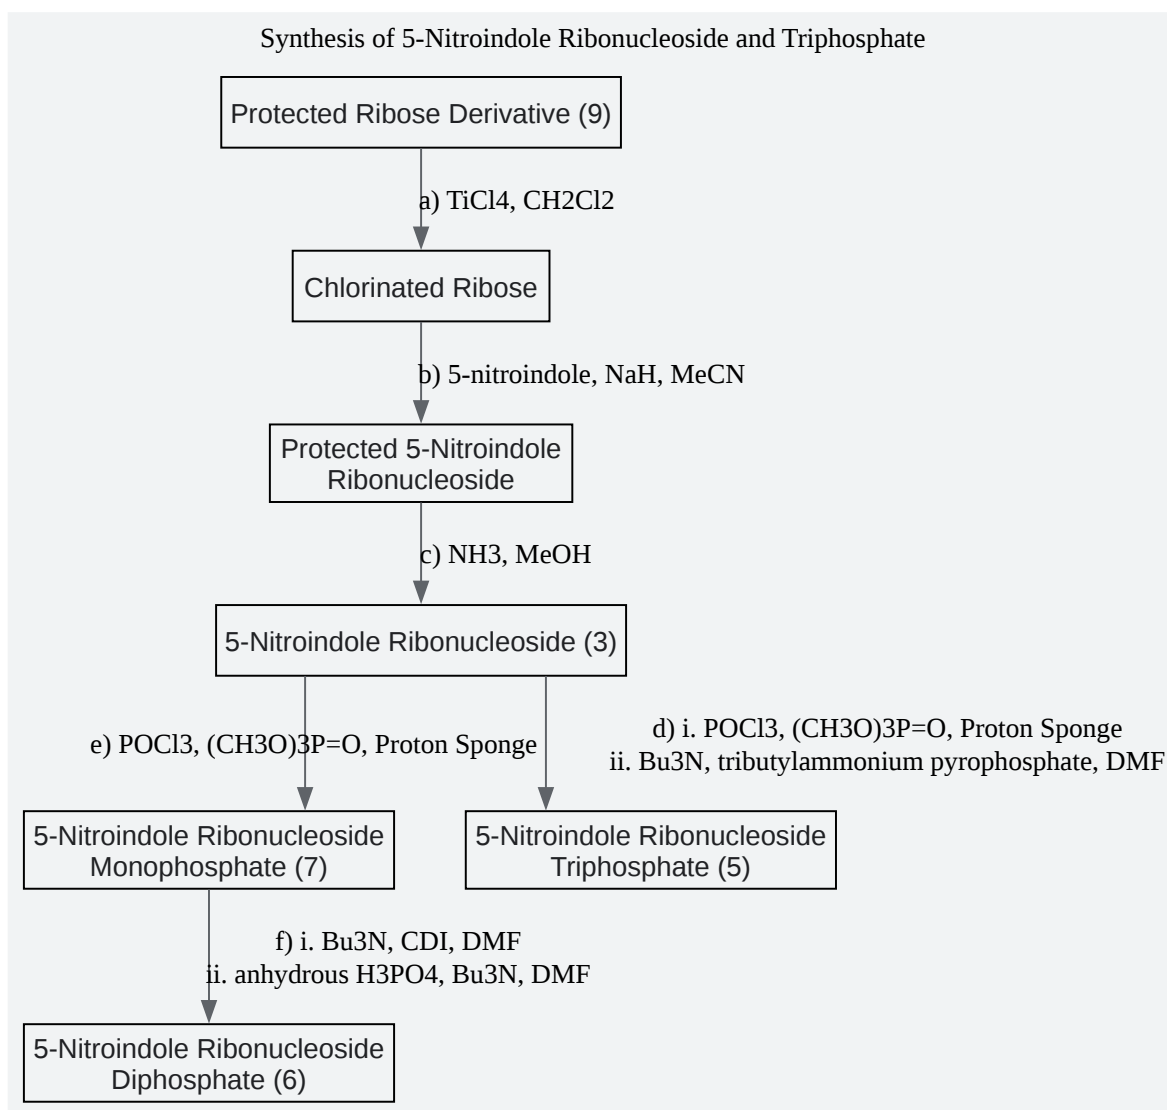 Synthesis of 5-Nitroindole Ribonucleoside and Triphosphate
Protected Ribose Derivative (9)
a) TiCl4, CH2Cl2
Chlorinated Ribose
b) 5-nitroindole, NaH, MeCN
Protected 5-Nitroindole
Ribonucleoside
c) NH3, MeOH
5-Nitroindole Ribonucleoside (3)
e) POCl3, (CH3O)3P=O, Proton Sponge
d) i. POCl3, (CH3O)3P=O, Proton Sponge
ii. Bu3N, tributylammonium pyrophosphate, DMF
5-Nitroindole Ribonucleoside
Monophosphate (7)
5-Nitroindole Ribonucleoside
Triphosphate (5)
f) i. Bu3N, CDI, DMF
ii. anhydrous H3PO4, Bu3N, DMF
5-Nitroindole Ribonucleoside
Diphosphate (6)